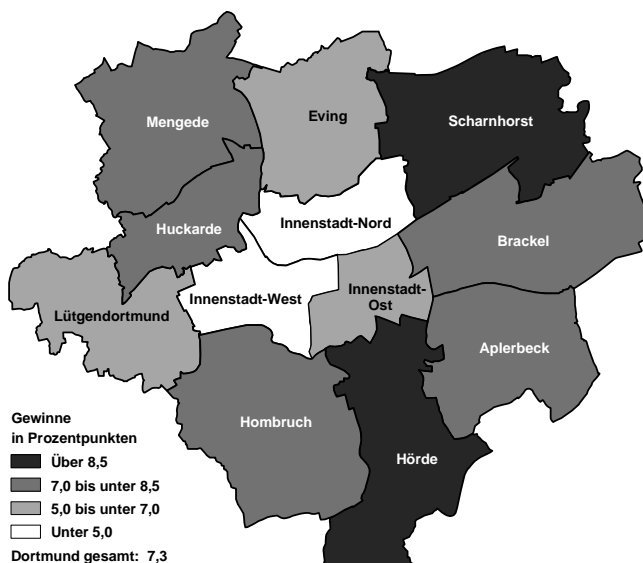 Mengede
Eving
Scharnhorst
Huckarde
Innenstadt-Nord
Brackel
Lütgendortmund
Innenstadt-West
Innenstadt-
Ost
Aplerbeck
Hombruch
Hörde
Gewinne
in Prozentpunkten
Über 8,5
7,0 bis unter 8,5
5,0 bis unter 7,0
Unter 5,0
Dortmund gesamt: 7,3